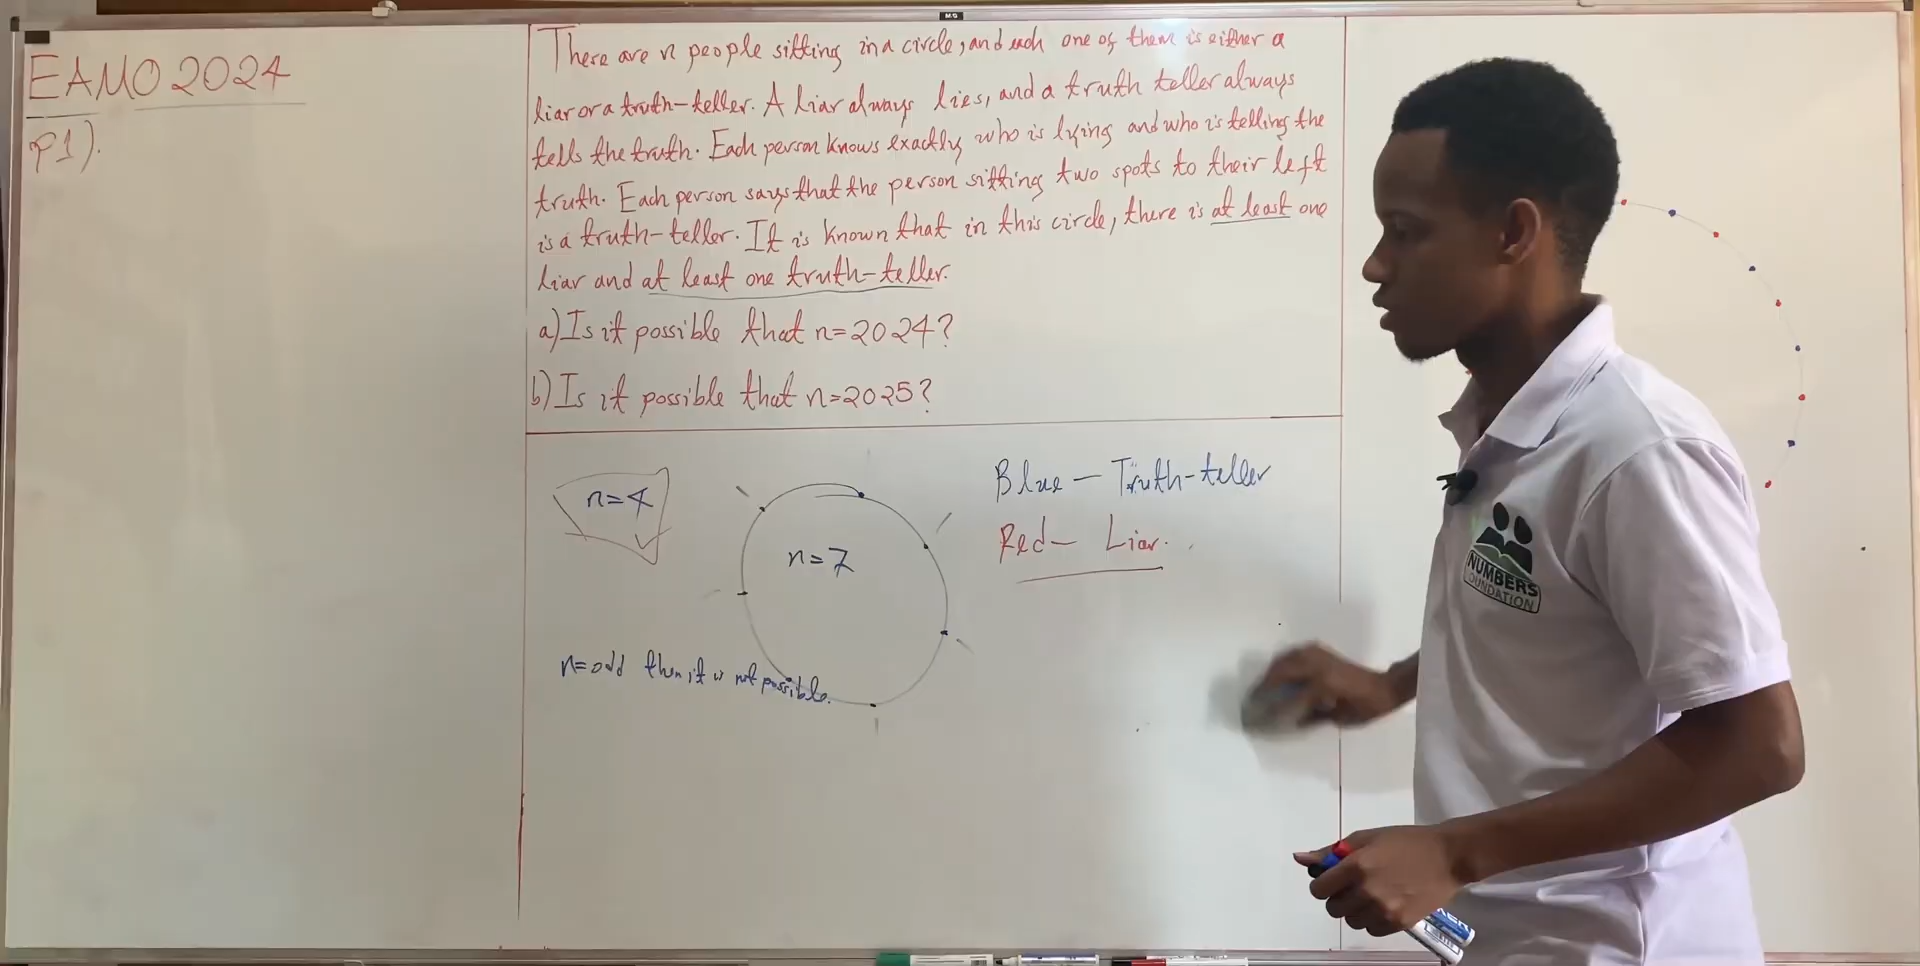 EAMO 2024
P1).
There are n people sitting in a circle, and each one of them is either a
liar or a truth-teller. A liar always lies, and a truth teller always
tells the truth. Each person knows exactly who is lying and who is telling the
truth. Each person says that the person sitting two spots to their left
is a truth-teller. It is known that in this circle, there is at least one
liar and at least one truth-teller.
a) Is it possible that n=2024?
b) Is it possible that n=2025?
n=4
n=7
n=odd then it is not possible.
Blue – Truth-teller
Red – Liar.
NUMBERS
FOUNDATION